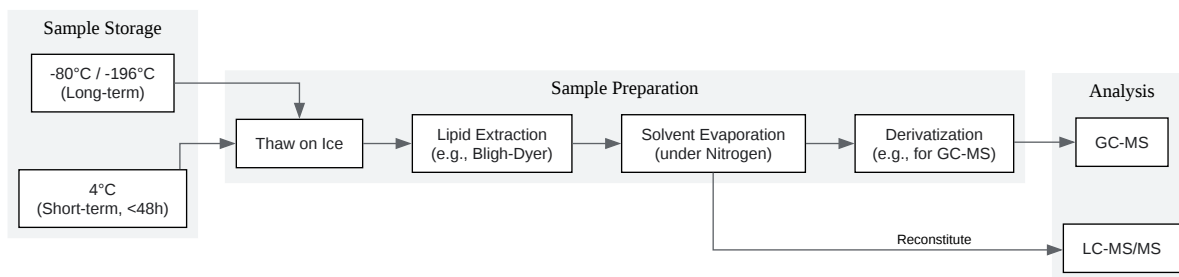 Sample Storage
-80°C / -196°C
(Long-term)
4°C
(Short-term, <48h)
Sample Preparation
Thaw on Ice
Lipid Extraction
(e.g., Bligh-Dyer)
Solvent Evaporation
(under Nitrogen)
Derivatization
(e.g., for GC-MS)
Reconstitute
Analysis
GC-MS
LC-MS/MS